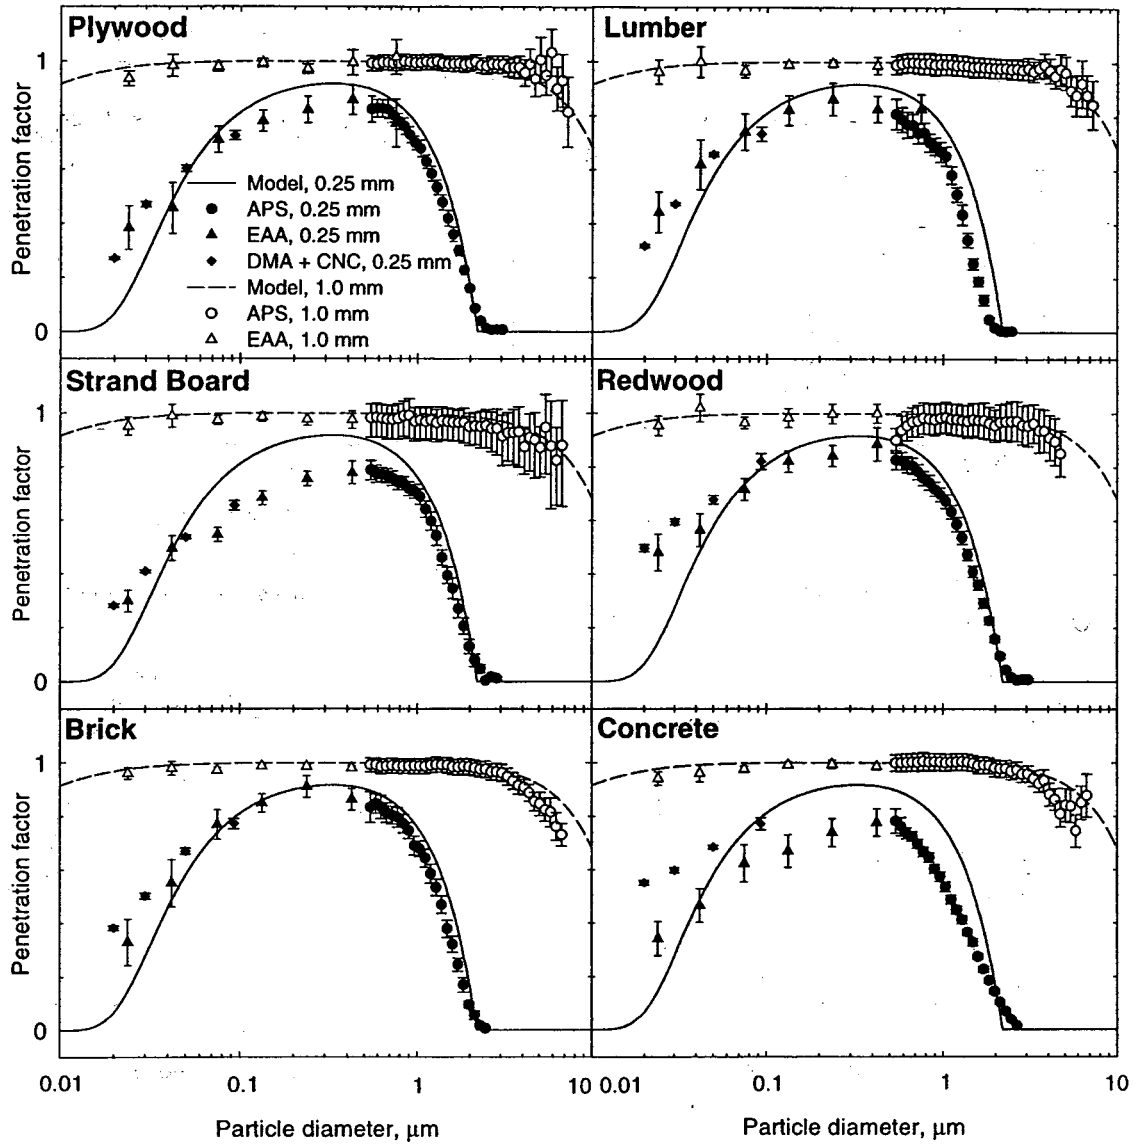 Plywood
Lumber
1
Penetration factor
Model, 0.25 mm
APS, 0.25 mm
EAA, 0.25 mm
DMA + CNC, 0.25 mm
Model, 1.0 mm
APS, 1.0 mm
EAA, 1.0 mm
0
Strand Board
Redwood
1
Penetration factor
0
Brick
Concrete
1
Penetration factor
0
0.01
0.1
1
10
0.01
0.1
1
10
Particle diameter, μm
Particle diameter, μm